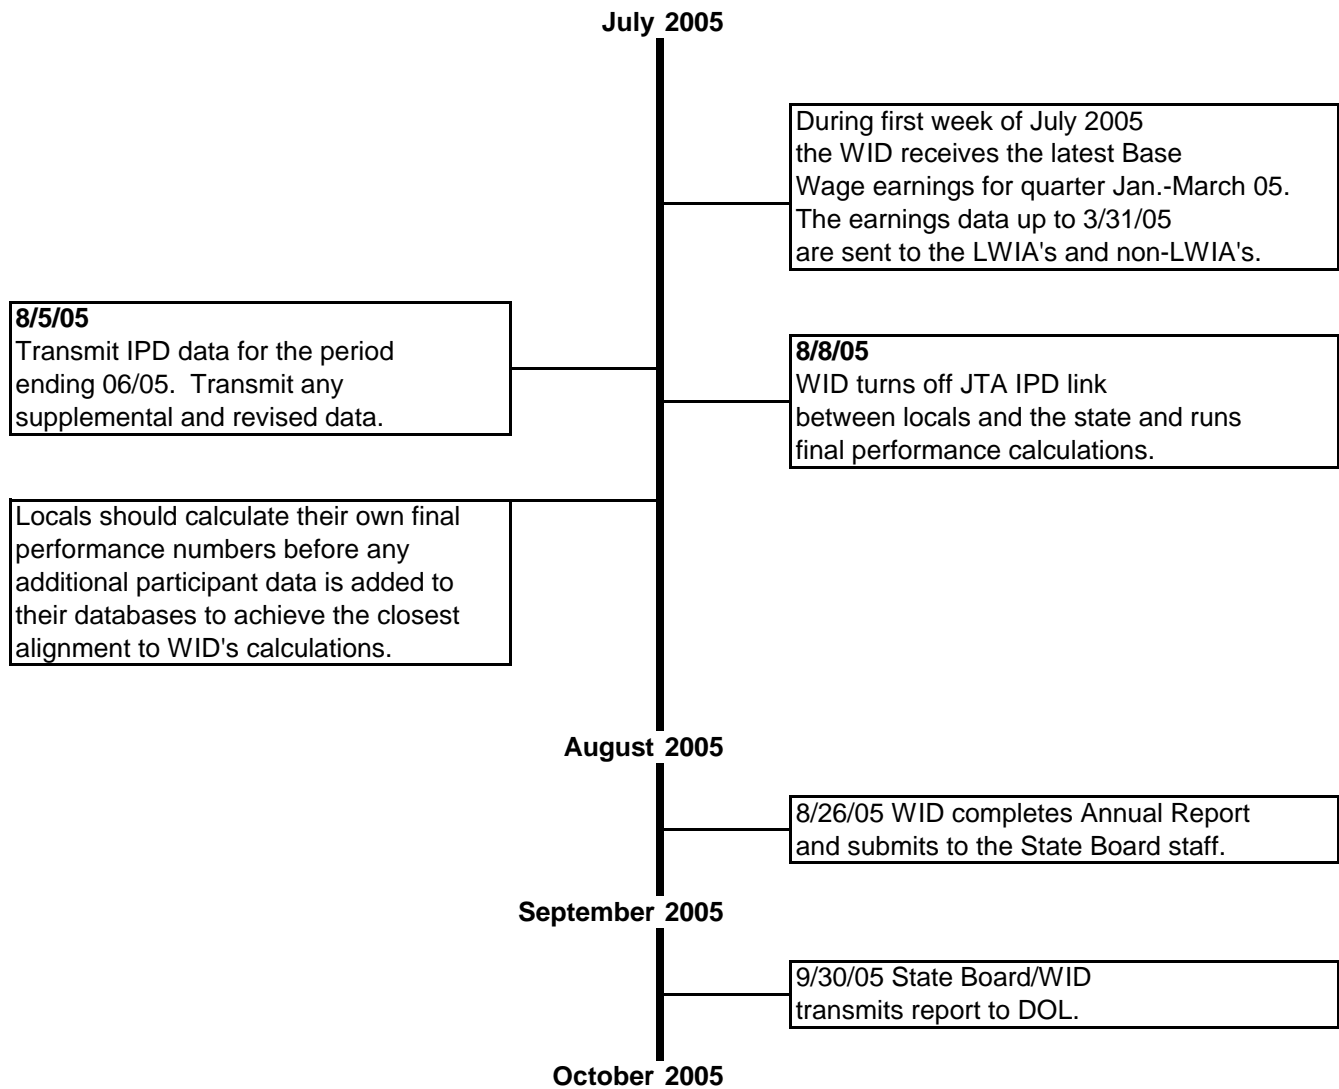 July 2005
During first week of July 2005
the WID receives the latest Base
Wage earnings for quarter Jan.-March 05.
The earnings data up to 3/31/05
are sent to the LWIA's and non-LWIA's.
8/5/05
Transmit IPD data for the period
ending 06/05.  Transmit any
supplemental and revised data.
8/8/05
WID turns off JTA IPD link
between locals and the state and runs
final performance calculations.
Locals should calculate their own final
performance numbers before any
additional participant data is added to
their databases to achieve the closest
alignment to WID's calculations.
August 2005
8/26/05 WID completes Annual Report
and submits to the State Board staff.
September 2005
9/30/05 State Board/WID
transmits report to DOL.
October 2005